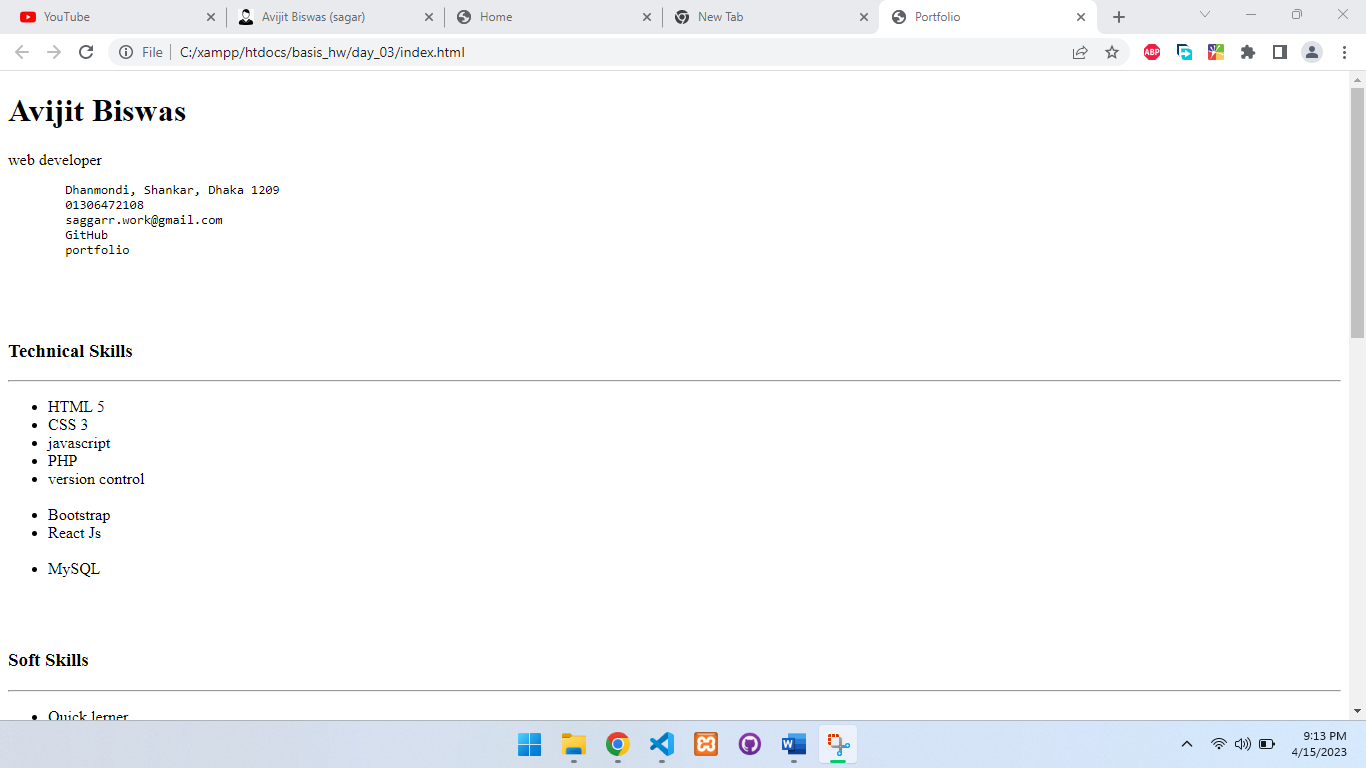 YouTube
Avijit Biswas (sagar)
Home
New Tab
Portfolio
File
C:/xampp/htdocs/basis_hw/day_03/index.html
ABP
Avijit Biswas
web developer
Dhanmondi, Shankar, Dhaka 1209
01306472108
saggarr.work@gmail.com
GitHub
portfolio
Technical Skills
HTML 5
CSS 3
javascript
PHP
version control
Bootstrap
React Js
MySQL
Soft Skills
Quick lerner
9:13 PM
4/15/2023